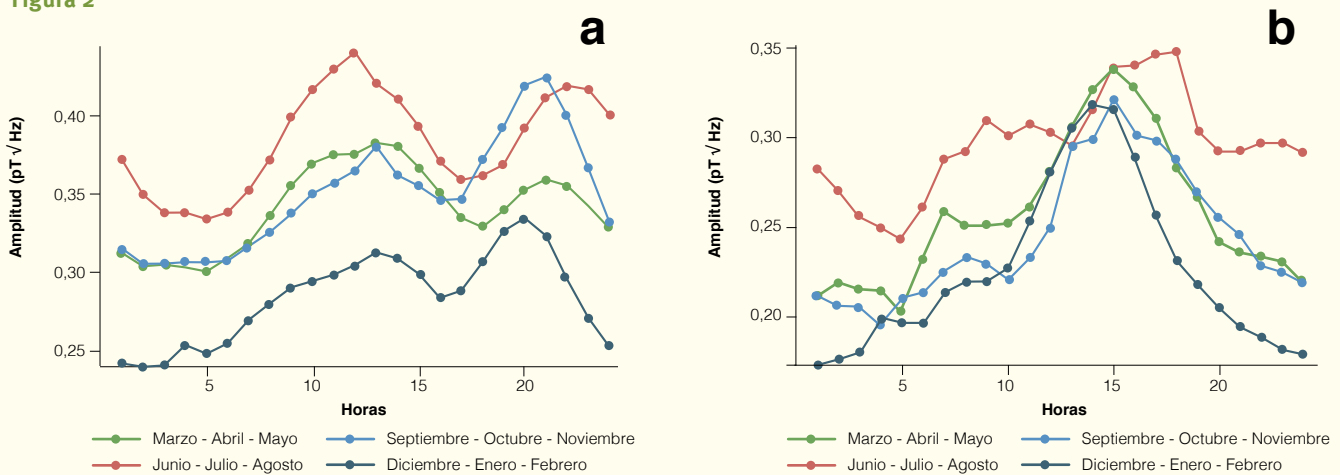 Figura 2
a
Amplitud (pT √ Hz)
0,40
0,35
0,30
0,25
5 10 15 20
Horas
Marzo - Abril - Mayo
Septiembre - Octubre - Noviembre
Junio - Julio - Agosto
Diciembre - Enero - Febrero
b
Amplitud (pT √ Hz)
0,35
0,30
0,25
0,20
5 10 15 20
Horas
Marzo - Abril - Mayo
Septiembre - Octubre - Noviembre
Junio - Julio - Agosto
Diciembre - Enero - Febrero